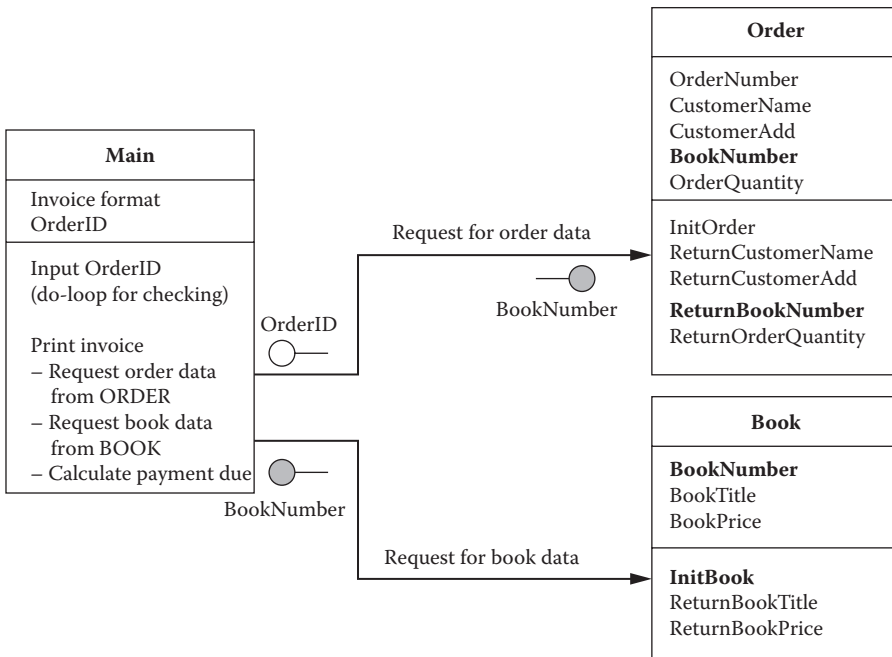 Main
Invoice format
OrderID
Input OrderID
(do-loop for checking)
Print invoice
– Request order data
from ORDER
– Request book data
from BOOK
– Calculate payment due
OrderID
BookNumber
Request for order data
BookNumber
Request for book data
Order
OrderNumber
CustomerName
CustomerAdd
BookNumber
OrderQuantity
InitOrder
ReturnCustomerName
ReturnCustomerAdd
ReturnBookNumber
ReturnOrderQuantity
Book
BookNumber
BookTitle
BookPrice
InitBook
ReturnBookTitle
ReturnBookPrice